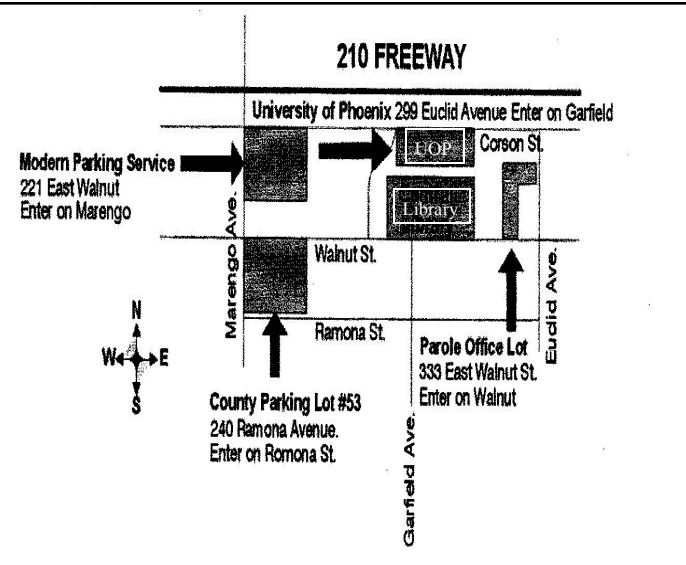 210 FREEWAY
University of Phoenix 299 Euclid Avenue Enter on Garfield
UOP
Corson St.
Modern Parking Service
221 East Walnut
Enter on Marengo
Library
Marengo Ave.
Walnut St.
Euclid Ave.
N
W E
S
Ramona St.
Parole Office Lot
333 East Walnut St.
Enter on Walnut
County Parking Lot #53
240 Ramona Avenue.
Enter on Romona St.
Garfield Ave.